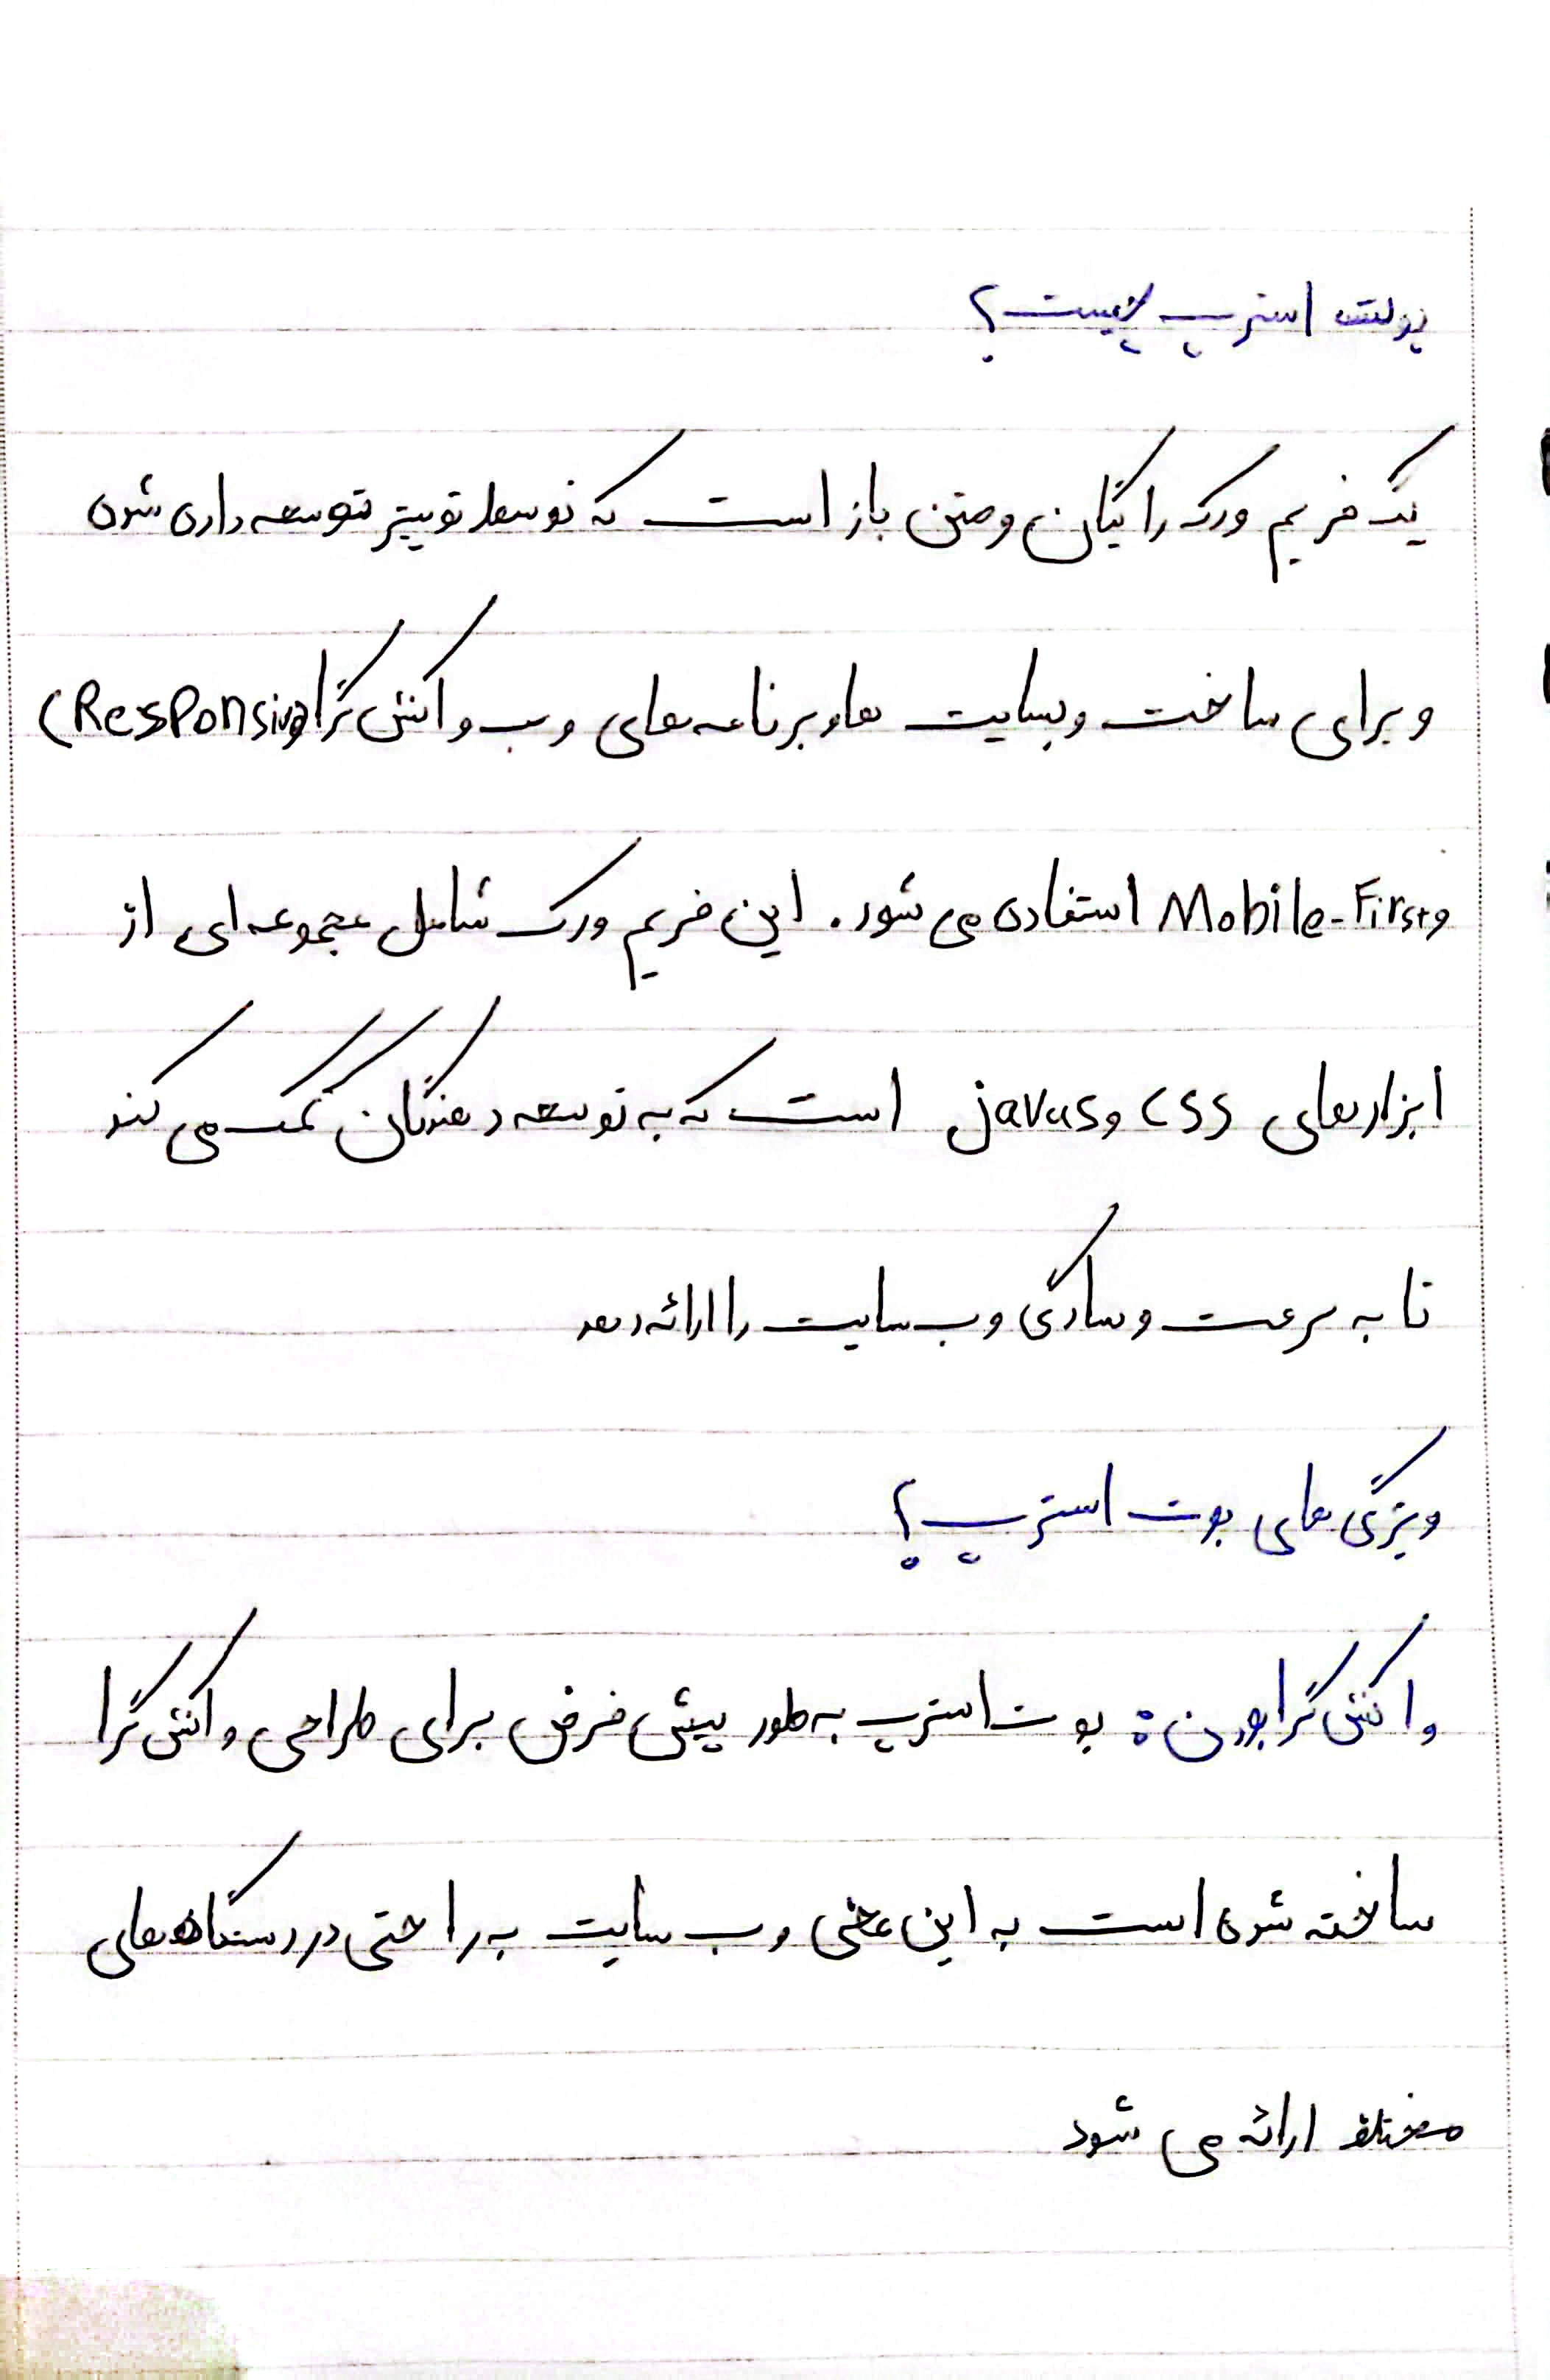 بوت استرپ چیست؟
یک فریم ورک رایگان و متن باز است که توسط توییتر توسعه داده شده
و برای ساخت وبسایت ها و برنامه های وب واکنش گرا (Responsive)
و Mobile-First استفاده می شود. این فریم ورک شامل مجموعه ای از
ابزارهای css و javas است که به توسعه دهندگان کمک می کند
تا به سرعت و سادگی وب سایت را ارائه دهد
ویژگی های بوت استرپ؟
واکنش گرا بودن: بوت استرپ به طور پیش فرض برای طراحی واکنش گرا
ساخته شده است به این معنی وب سایت به راحتی در دستگاه های
مختلف ارائه می شود